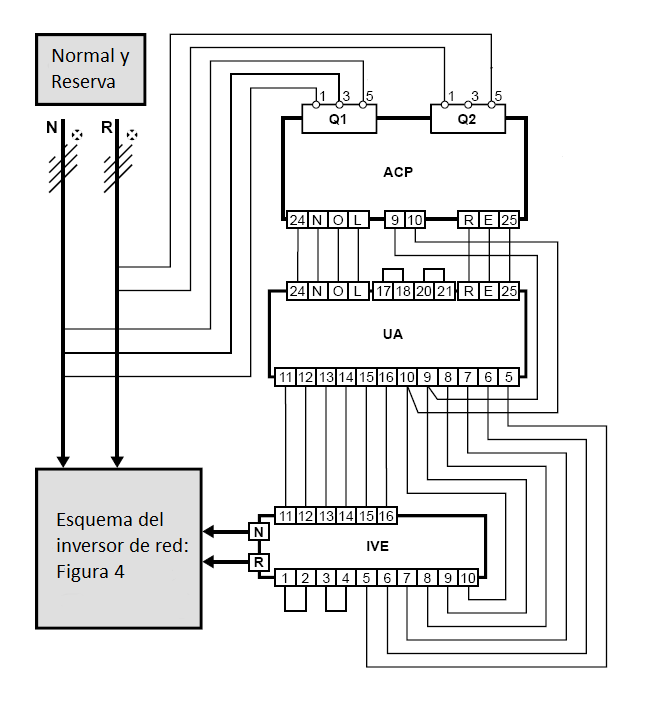 Normal y
Reserva
N R
1 3 5 1 3 5
Q1 Q2
ACP
24 N O L 9 10 R E 25
24 N O L 17 18 20 21 R E 25
UA
11 12 13 14 15 16 10 9 8 7 6 5
Esquema del
inversor de red:
Figura 4
11 12 13 14 15 16
N
IVE
R
1 2 3 4 5 6 7 8 9 10